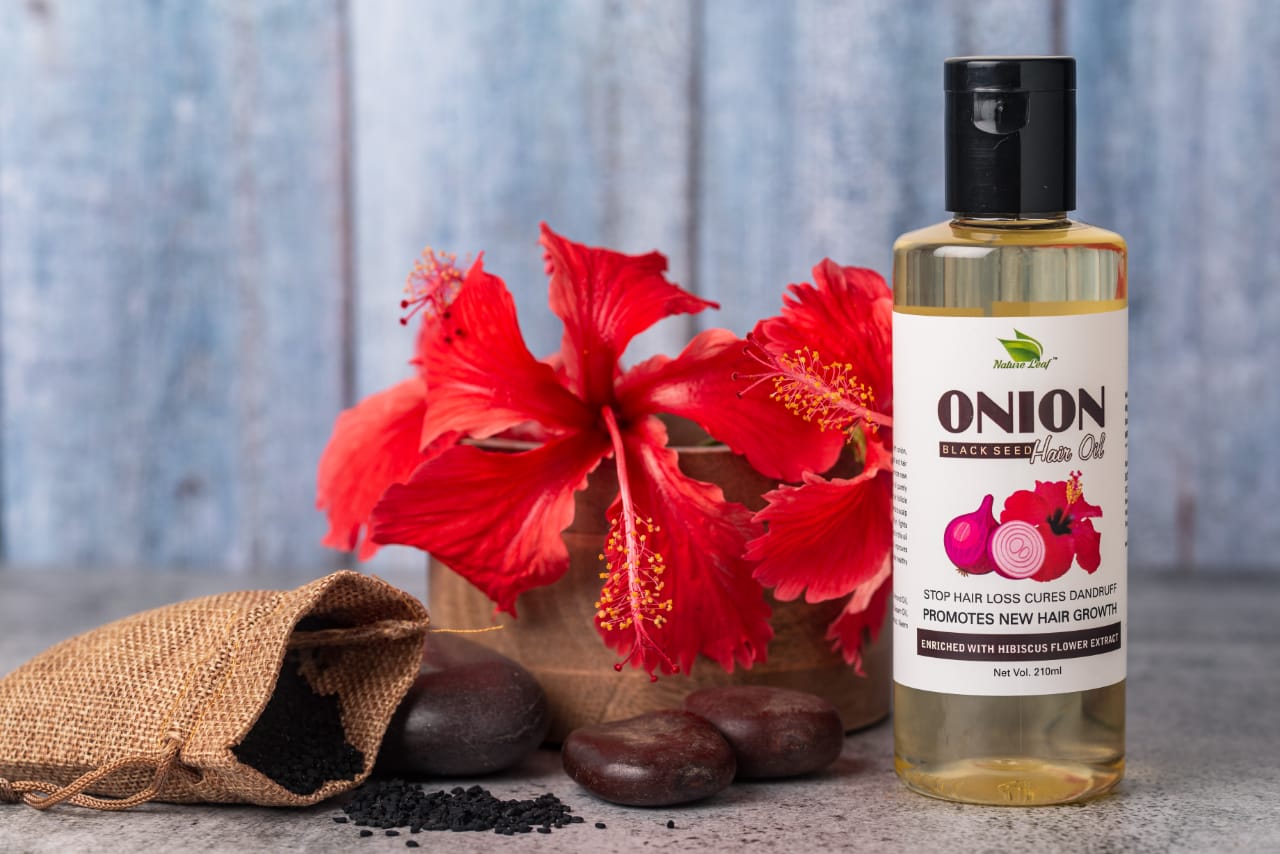 Nature Leaf™
ONION
BLACK SEED Hair Oil
STOP HAIR LOSS CURES DANDRUFF
PROMOTES NEW HAIR GROWTH
ENRICHED WITH HIBISCUS FLOWER EXTRACT
Net Vol. 210ml